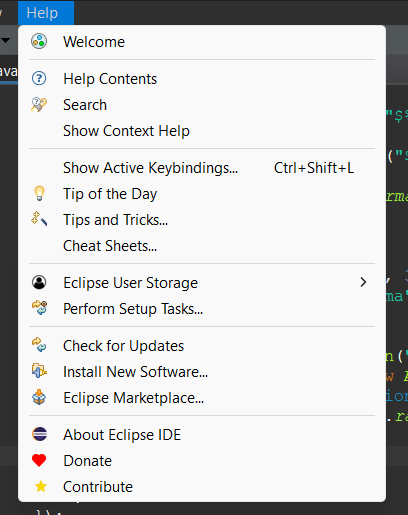 Help
ava
Welcome
Help Contents
Search
Show Context Help
Show Active Keybindings... Ctrl+Shift+L
Tip of the Day
Tips and Tricks...
Cheat Sheets...
Eclipse User Storage
Perform Setup Tasks...
Check for Updates
Install New Software...
Eclipse Marketplace...
About Eclipse IDE
Donate
Contribute